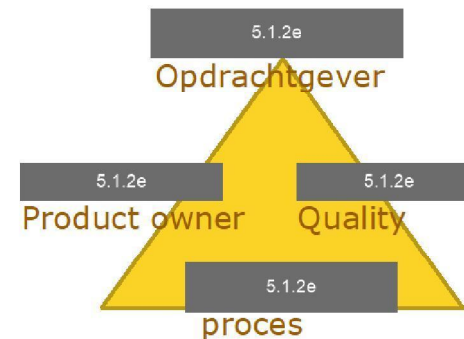 5.1.2e
Opdrachtgever
5.1.2e
5.1.2e
Product owner
Quality
5.1.2e
proces